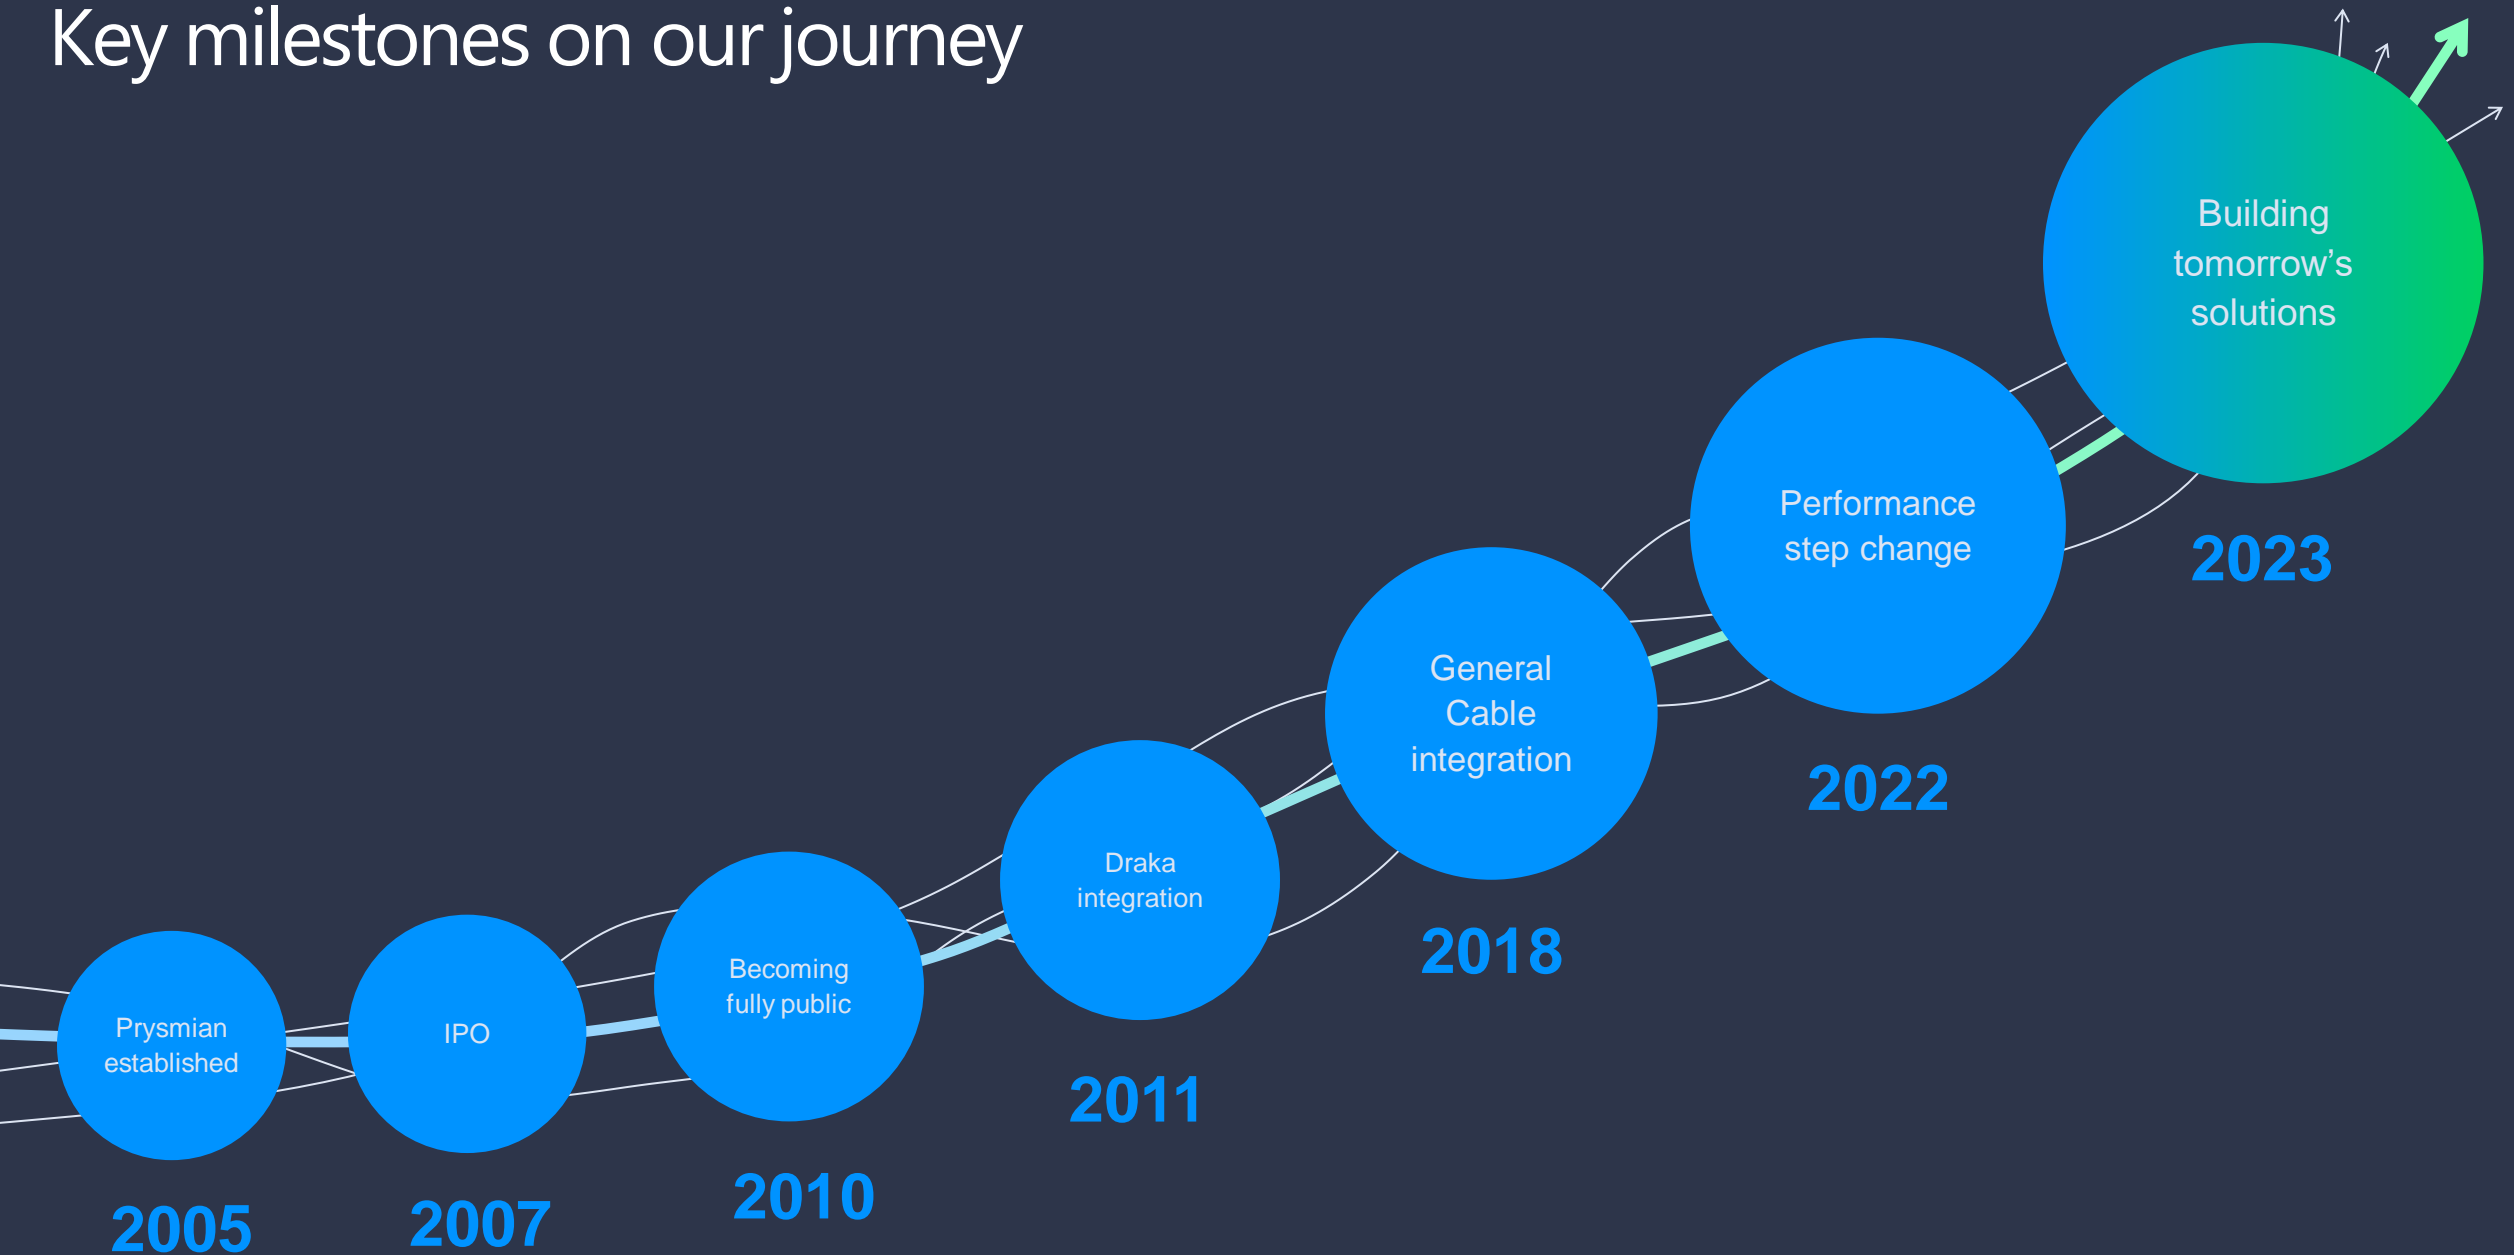 Key milestones on our journey
Prysmian
established
2005
IPO
2007
Becoming
fully public
2010
Draka
integration
2011
General
Cable
integration
2018
Performance
step change
2022
Building
tomorrow’s
solutions
2023